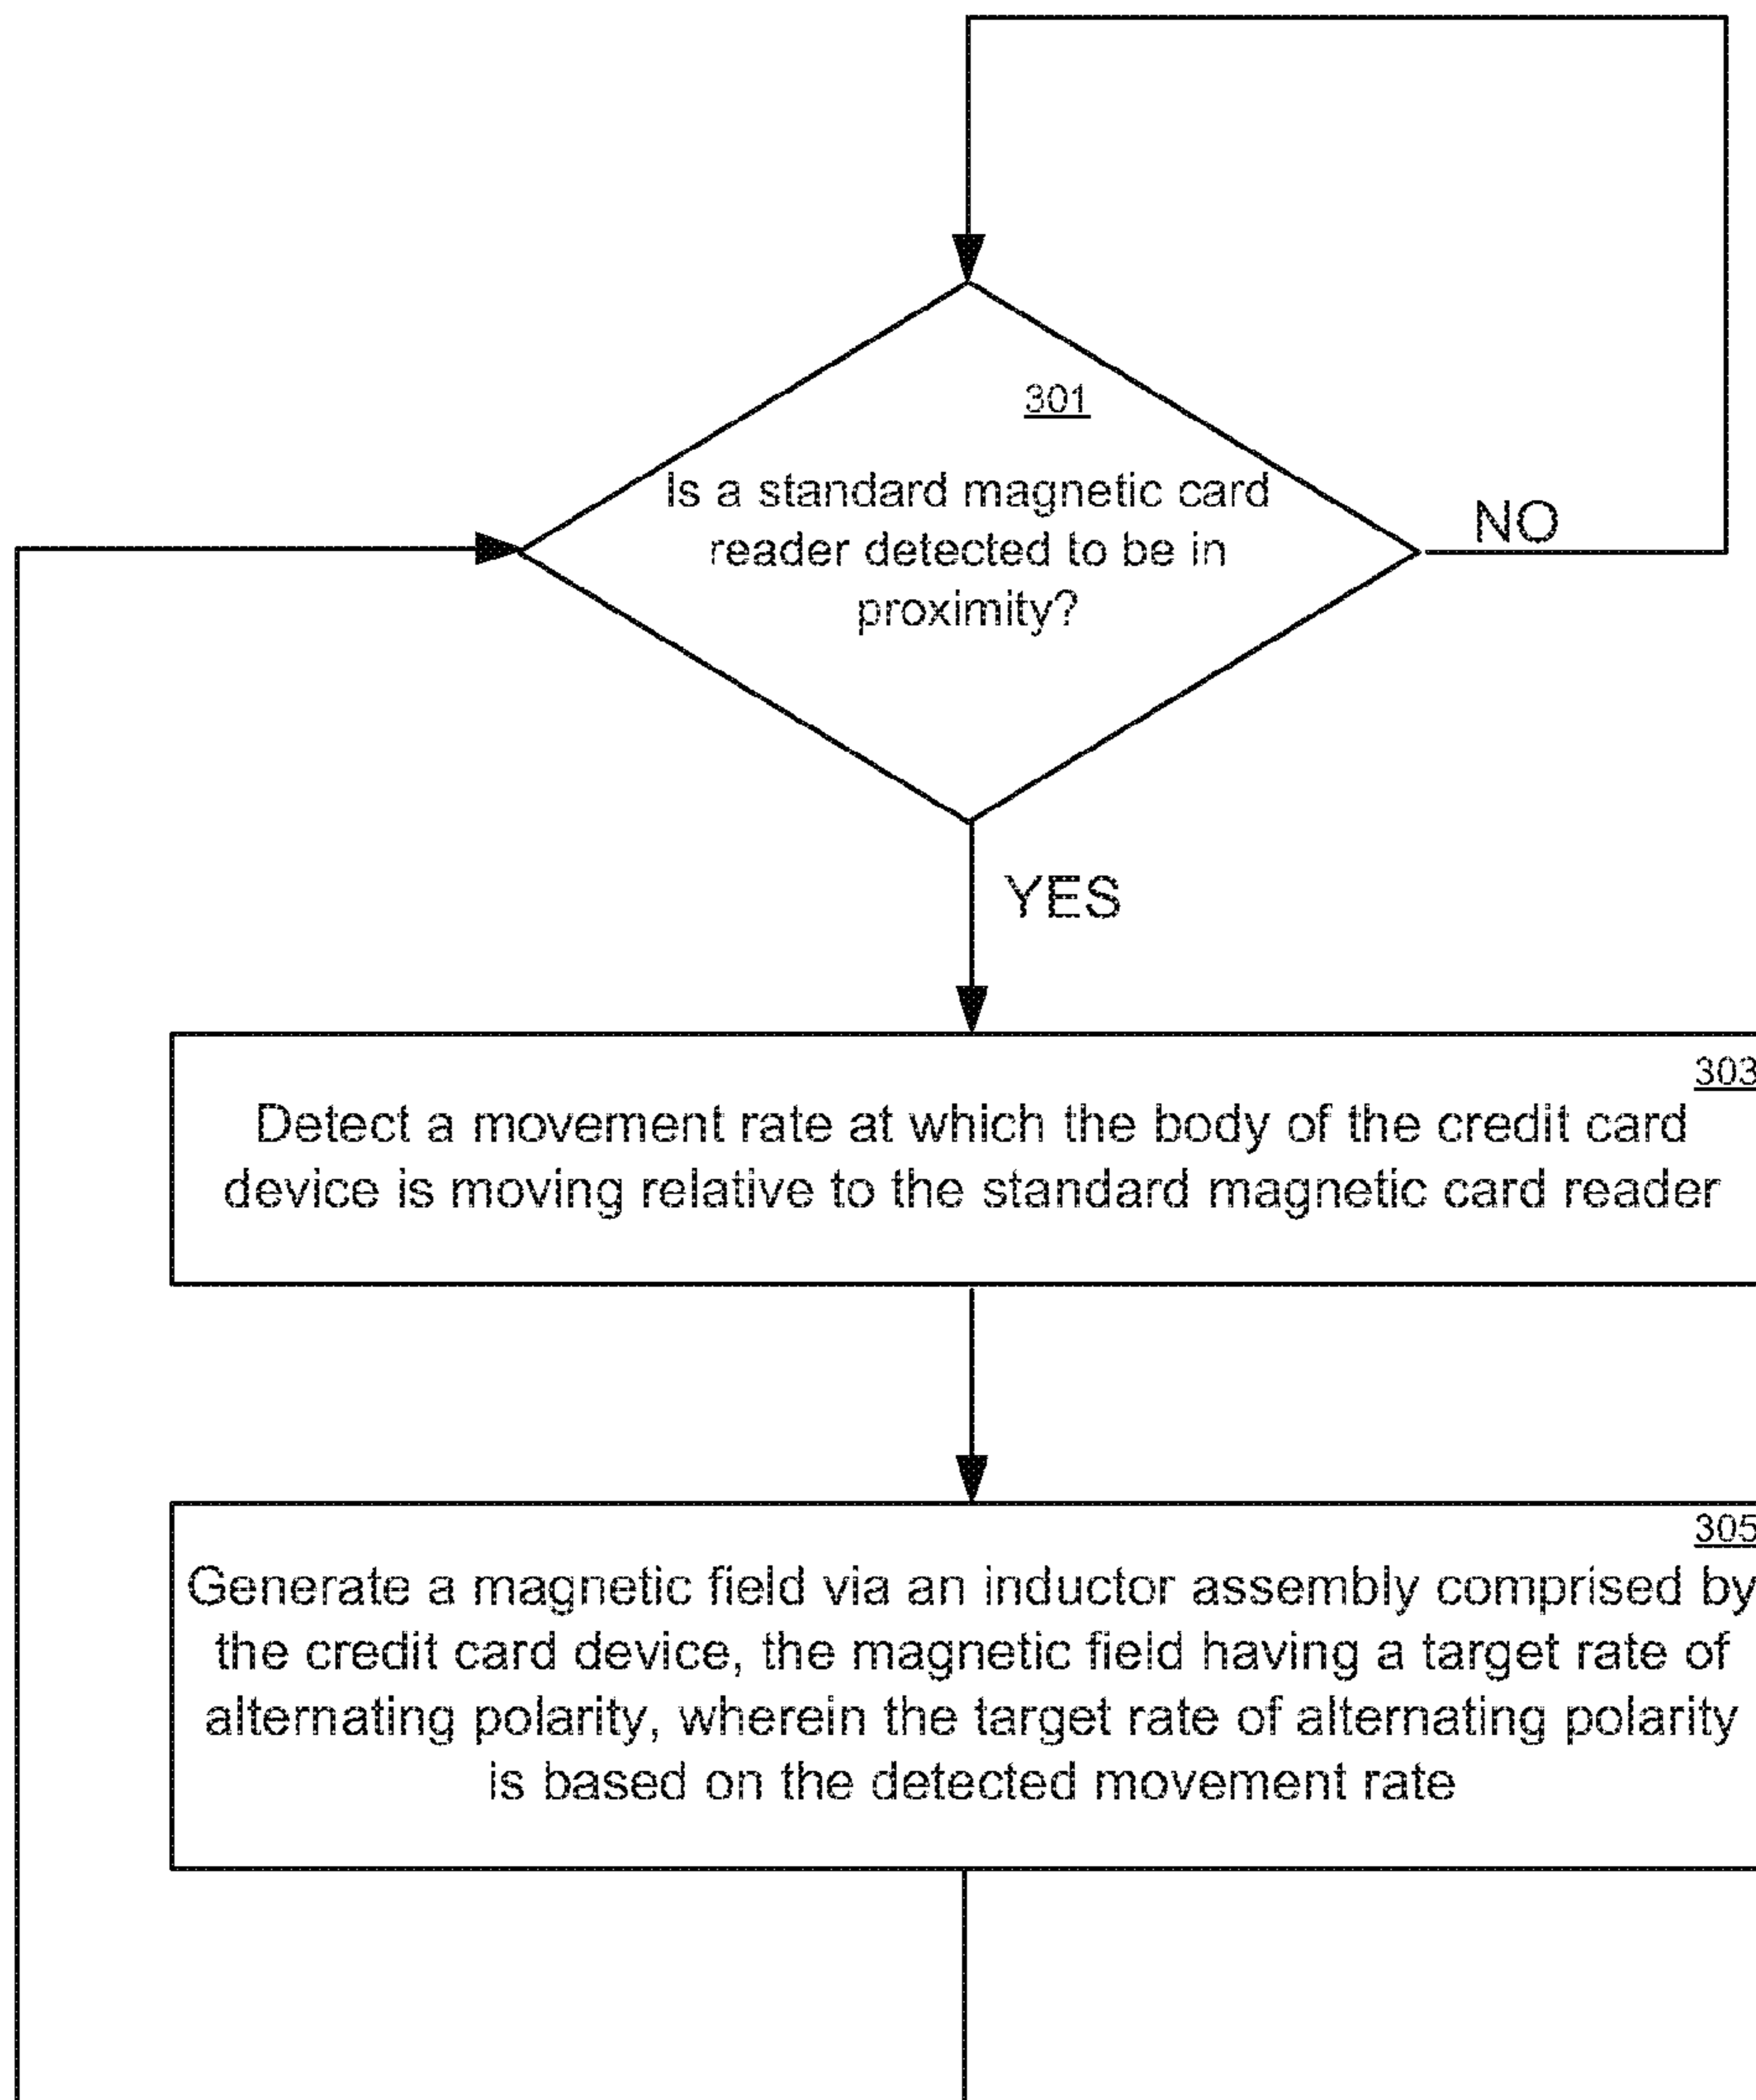 301
Is a standard magnetic card
reader detected to be in
proximity?
NO
YES
303
Detect a movement rate at which the body of the credit card
device is moving relative to the standard magnetic card reader
305
Generate a magnetic field via an inductor assembly comprised by
the credit card device, the magnetic field having a target rate of
alternating polarity, wherein the target rate of alternating polarity
is based on the detected movement rate